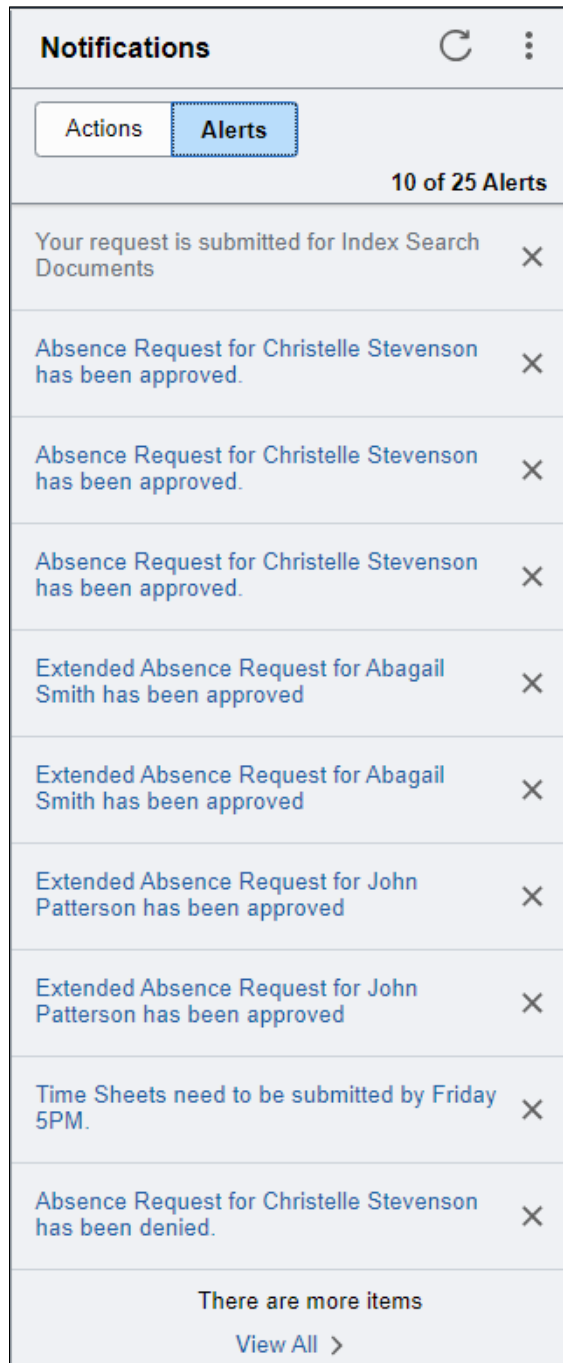 Notifications
Actions Alerts
10 of 25 Alerts
Your request is submitted for Index Search
Documents
Absence Request for Christelle Stevenson
has been approved.
Absence Request for Christelle Stevenson
has been approved.
Absence Request for Christelle Stevenson
has been approved.
Extended Absence Request for Abagail
Smith has been approved
Extended Absence Request for Abagail
Smith has been approved
Extended Absence Request for John
Patterson has been approved
Extended Absence Request for John
Patterson has been approved
Time Sheets need to be submitted by Friday
5PM.
Absence Request for Christelle Stevenson
has been denied.
There are more items
View All